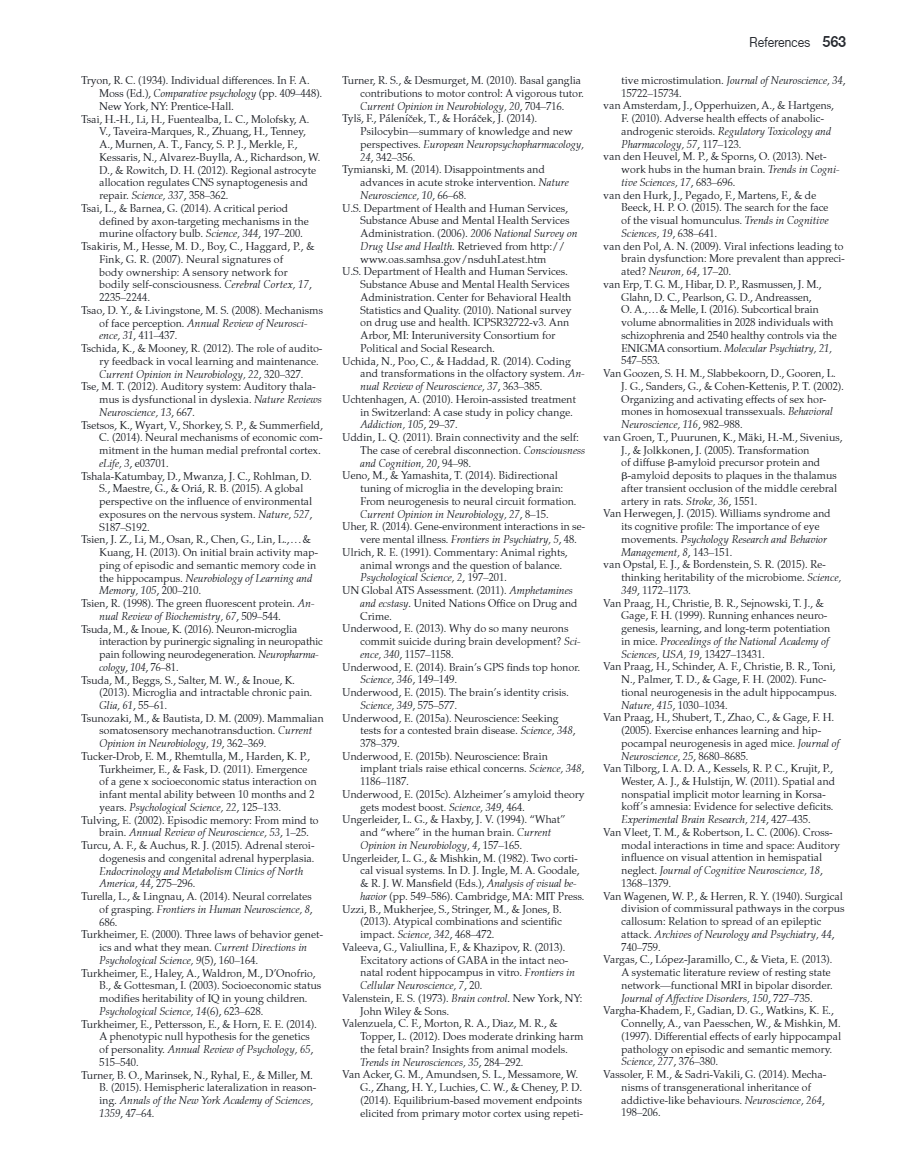 References 563
Tryon, R. C. (1934). Individual differences. In F. A.
Moss (Ed.), Comparative psychology (pp. 409–448).
New York, NY: Prentice-Hall.
Tsai, H.-H., Li, H., Fuentealba, L. C., Molofsky, A.
V., Taveira-Marques, R., Zhuang, H., Tenney,
A., Murnen, A. T., Fancy, S. P. J., Merkle, F.,
Kessaris, N., Alvarez-Buylla, A., Richardson, W.
D., & Rowitch, D. H. (2012). Regional astrocyte
allocation regulates CNS synaptogenesis and
repair. Science, 337, 358–362.
Tsai, L., & Barnea, G. (2014). A critical period
defined by axon-targeting mechanisms in the
murine olfactory bulb. Science, 344, 197–200.
Tsakiris, M., Hesse, M. D., Boy, C., Haggard, P., &
Fink, G. R. (2007). Neural signatures of
body ownership: A sensory network for
bodily self-consciousness. Cerebral Cortex, 17,
2235–2244.
Tsao, D. Y., & Livingstone, M. S. (2008). Mechanisms
of face perception. Annual Review of Neurosci-
ence, 31, 411–437.
Tschida, K., & Mooney, R. (2012). The role of audito-
ry feedback in vocal learning and maintenance.
Current Opinion in Neurobiology, 22, 320–327.
Tse, M. T. (2012). Auditory system: Auditory thala-
mus is dysfunctional in dyslexia. Nature Reviews
Neuroscience, 13, 667.
Tsetsos, K., Wyart, V., Shorkey, S. P., & Summerfield,
C. (2014). Neural mechanisms of economic com-
mitment in the human medial prefrontal cortex.
eLife, 3, e03701.
Tshala-Katumbay, D., Mwanza, J. C., Rohlman, D.
S., Maestre, G., & Oriá, R. B. (2015). A global
perspective on the influence of environmental
exposures on the nervous system. Nature, 527,
S187–S192.
Tsien, J. Z., Li, M., Osan, R., Chen, G., Lin, L.,…&
Kuang, H. (2013). On initial brain activity map-
ping of episodic and semantic memory code in
the hippocampus. Neurobiology of Learning and
Memory, 105, 200–210.
Tsien, R. (1998). The green fluorescent protein. An-
nual Review of Biochemistry, 67, 509–544.
Tsuda, M., & Inoue, K. (2016). Neuron-microglia
interaction by purinergic signaling in neuropathic
pain following neurodegeneration. Neuropharma-
cology, 104, 76–81.
Tsuda, M., Beggs, S., Salter, M. W., & Inoue, K.
(2013). Microglia and intractable chronic pain.
Glia, 61, 55–61.
Tsunozaki, M., & Bautista, D. M. (2009). Mammalian
somatosensory mechanotransduction. Current
Opinion in Neurobiology, 19, 362–369.
Tucker-Drob, E. M., Rhemtulla, M., Harden, K. P.,
Turkheimer, E., & Fask, D. (2011). Emergence
of a gene x socioeconomic status interaction on
infant mental ability between 10 months and 2
years. Psychological Science, 22, 125–133.
Tulving, E. (2002). Episodic memory: From mind to
brain. Annual Review of Neuroscience, 53, 1–25.
Turcu, A. F., & Auchus, R. J. (2015). Adrenal steroi-
dogenesis and congenital adrenal hyperplasia.
Endocrinology and Metabolism Clinics of North
America, 44, 275–296.
Turella, L., & Lingnau, A. (2014). Neural correlates
of grasping. Frontiers in Human Neuroscience, 8,
686.
Turkheimer, E. (2000). Three laws of behavior genet-
ics and what they mean. Current Directions in
Psychological Science, 9(5), 160–164.
Turkheimer, E., Haley, A., Waldron, M., D'Onofrio,
B., & Gottesman, I. (2003). Socioeconomic status
modifies heritability of IQ in young children.
Psychological Science, 14(6), 623–628.
Turkheimer, E., Pettersson, E., & Horn, E. E. (2014).
A phenotypic null hypothesis for the genetics
of personality. Annual Review of Psychology, 65,
515–540.
Turner, B. O., Marinsek, N., Ryhal, E., & Miller, M.
B. (2015). Hemispheric lateralization in reason-
ing. Annals of the New York Academy of Sciences,
1359, 47–64.
Turner, R. S., & Desmurget, M. (2010). Basal ganglia
contributions to motor control: A vigorous tutor.
Current Opinion in Neurobiology, 20, 704–716.
Tylš, F., Páleníček, T., & Horáček, J. (2014).
Psilocybin—summary of knowledge and new
perspectives. European Neuropsychopharmacology,
24, 342–356.
Tymianski, M. (2014). Disappointments and
advances in acute stroke intervention. Nature
Neuroscience, 10, 66–68.
U.S. Department of Health and Human Services,
Substance Abuse and Mental Health Services
Administration. (2006). 2006 National Survey on
Drug Use and Health. Retrieved from http://
www.oas.samhsa.gov/nsduhLatest.htm
U.S. Department of Health and Human Services.
Substance Abuse and Mental Health Services
Administration. Center for Behavioral Health
Statistics and Quality. (2010). National survey
on drug use and health. ICPSR32722-v3. Ann
Arbor, MI: Interuniversity Consortium for
Political and Social Research.
Uchida, N., Poo, C., & Haddad, R. (2014). Coding
and transformations in the olfactory system. An-
nual Review of Neuroscience, 37, 363–385.
Uchtenhagen, A. (2010). Heroin-assisted treatment
in Switzerland: A case study in policy change.
Addiction, 105, 29–37.
Uddin, L. Q. (2011). Brain connectivity and the self:
The case of cerebral disconnection. Consciousness
and Cognition, 20, 94–98.
Ueno, M., & Yamashita, T. (2014). Bidirectional
tuning of microglia in the developing brain:
From neurogenesis to neural circuit formation.
Current Opinion in Neurobiology, 27, 8–15.
Uher, R. (2014). Gene-environment interactions in se-
vere mental illness. Frontiers in Psychiatry, 5, 48.
Ulrich, R. E. (1991). Commentary: Animal rights,
animal wrongs and the question of balance.
Psychological Science, 2, 197–201.
UN Global ATS Assessment. (2011). Amphetamines
and ecstasy. United Nations Office on Drug and
Crime.
Underwood, E. (2013). Why do so many neurons
commit suicide during brain development? Sci-
ence, 340, 1157–1158.
Underwood, E. (2014). Brain's GPS finds top honor.
Science, 346, 149–149.
Underwood, E. (2015). The brain's identity crisis.
Science, 349, 575–577.
Underwood, E. (2015a). Neuroscience: Seeking
tests for a contested brain disease. Science, 348,
378–379.
Underwood, E. (2015b). Neuroscience: Brain
implant trials raise ethical concerns. Science, 348,
1186–1187.
Underwood, E. (2015c). Alzheimer's amyloid theory
gets modest boost. Science, 349, 464.
Ungerleider, L. G., & Haxby, J. V. (1994). "What"
and "where" in the human brain. Current
Opinion in Neurobiology, 4, 157–165.
Ungerleider, L. G., & Mishkin, M. (1982). Two corti-
cal visual systems. In D. J. Ingle, M. A. Goodale,
& R. J. W. Mansfield (Eds.), Analysis of visual be-
havior (pp. 549–586). Cambridge, MA: MIT Press.
Uzzi, B., Mukherjee, S., Stringer, M., & Jones, B.
(2013). Atypical combinations and scientific
impact. Science, 342, 468–472.
Valeeva, G., Valiullina, F., & Khazipov, R. (2013).
Excitatory actions of GABA in the intact neo-
natal rodent hippocampus in vitro. Frontiers in
Cellular Neuroscience, 7, 20.
Valenstein, E. S. (1973). Brain control. New York, NY:
John Wiley & Sons.
Valenzuela, C. F., Morton, R. A., Diaz, M. R., &
Topper, L. (2012). Does moderate drinking harm
the fetal brain? Insights from animal models.
Trends in Neurosciences, 35, 284–292.
Van Acker, G. M., Amundsen, S. L., Messamore, W.
G., Zhang, H. Y., Luchies, C. W., & Cheney, P. D.
(2014). Equilibrium-based movement endpoints
elicited from primary motor cortex using repeti-
tive microstimulation. Journal of Neuroscience, 34,
15722–15734.
van Amsterdam, J., Opperhuizen, A., & Hartgens,
F. (2010). Adverse health effects of anabolic-
androgenic steroids. Regulatory Toxicology and
Pharmacology, 57, 117–123.
van den Heuvel, M. P., & Sporns, O. (2013). Net-
work hubs in the human brain. Trends in Cogni-
tive Sciences, 17, 683–696.
van den Hurk, J., Pegado, F., Martens, F., & de
Beeck, H. P. O. (2015). The search for the face
of the visual homunculus. Trends in Cognitive
Sciences, 19, 638–641.
van den Pol, A. N. (2009). Viral infections leading to
brain dysfunction: More prevalent than appreci-
ated? Neuron, 64, 17–20.
van Erp, T. G. M., Hibar, D. P., Rasmussen, J. M.,
Glahn, D. C., Pearlson, G. D., Andreassen,
O. A.,…& Melle, I. (2016). Subcortical brain
volume abnormalities in 2028 individuals with
schizophrenia and 2540 healthy controls via the
ENIGMA consortium. Molecular Psychiatry, 21,
547–553.
Van Goozen, S. H. M., Slabbekoorn, D., Gooren, L.
J. G., Sanders, G., & Cohen-Kettenis, P. T. (2002).
Organizing and activating effects of sex hor-
mones in homosexual transsexuals. Behavioral
Neuroscience, 116, 982–988.
van Groen, T., Puurunen, K., Mäki, H.-M., Sivenius,
J., & Jolkkonen, J. (2005). Transformation
of diffuse β-amyloid precursor protein and
β-amyloid deposits to plaques in the thalamus
after transient occlusion of the middle cerebral
artery in rats. Stroke, 36, 1551.
Van Herwegen, J. (2015). Williams syndrome and
its cognitive profile: The importance of eye
movements. Psychology Research and Behavior
Management, 8, 143–151.
van Opstal, E. J., & Bordenstein, S. R. (2015). Re-
thinking heritability of the microbiome. Science,
349, 1172–1173.
Van Praag, H., Christie, B. R., Sejnowski, T. J., &
Gage, F. H. (1999). Running enhances neuro-
genesis, learning, and long-term potentiation
in mice. Proceedings of the National Academy of
Sciences, USA, 19, 13427–13431.
Van Praag, H., Schinder, A. F., Christie, B. R., Toni,
N., Palmer, T. D., & Gage, F. H. (2002). Func-
tional neurogenesis in the adult hippocampus.
Nature, 415, 1030–1034.
Van Praag, H., Shubert, T., Zhao, C., & Gage, F. H.
(2005). Exercise enhances learning and hip-
pocampal neurogenesis in aged mice. Journal of
Neuroscience, 25, 8680–8685.
Van Tilborg, I. A. D. A., Kessels, R. P. C., Krujit, P.,
Wester, A. J., & Hulstijn, W. (2011). Spatial and
nonspatial implicit motor learning in Korsa-
koff's amnesia: Evidence for selective deficits.
Experimental Brain Research, 214, 427–435.
Van Vleet, T. M., & Robertson, L. C. (2006). Cross-
modal interactions in time and space: Auditory
influence on visual attention in hemispatial
neglect. Journal of Cognitive Neuroscience, 18,
1368–1379.
Van Wagenen, W. P., & Herren, R. Y. (1940). Surgical
division of commissural pathways in the corpus
callosum: Relation to spread of an epileptic
attack. Archives of Neurology and Psychiatry, 44,
740–759.
Vargas, C., López-Jaramillo, C., & Vieta, E. (2013).
A systematic literature review of resting state
network—functional MRI in bipolar disorder.
Journal of Affective Disorders, 150, 727–735.
Vargha-Khadem, F., Gadian, D. G., Watkins, K. E.,
Connelly, A., van Paesschen, W., & Mishkin, M.
(1997). Differential effects of early hippocampal
pathology on episodic and semantic memory.
Science, 277, 376–380.
Vassoler, F. M., & Sadri-Vakili, G. (2014). Mecha-
nisms of transgenerational inheritance of
addictive-like behaviours. Neuroscience, 264,
198–206.